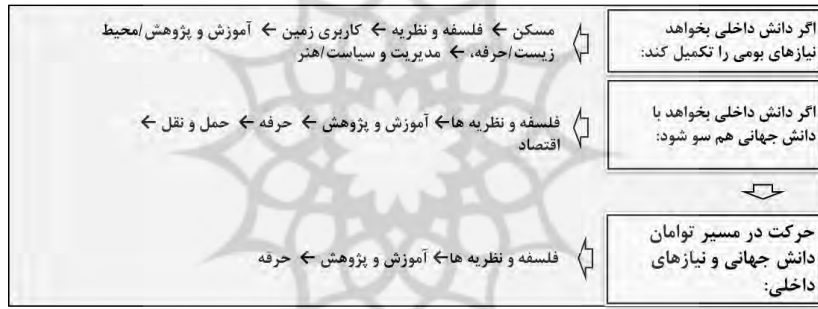 اگر دانش داخلی بخواهد
نیازهای بومی را تکمیل کند:
مسکن ← فلسفه و نظریه ← کاربری زمین ← آموزش و پژوهش/محیط
زیست/حرفه، ← مدیریت و سیاست/هنر
اگر دانش داخلی بخواهد با
دانش جهانی هم سو شود:
فلسفه و نظریه ها← آموزش و پژوهش ← حرفه ← حمل و نقل ←
اقتصاد
حرکت در مسیر توامان
دانش جهانی و نیازهای
داخلی:
فلسفه و نظریه ها← آموزش و پژوهش ← حرفه